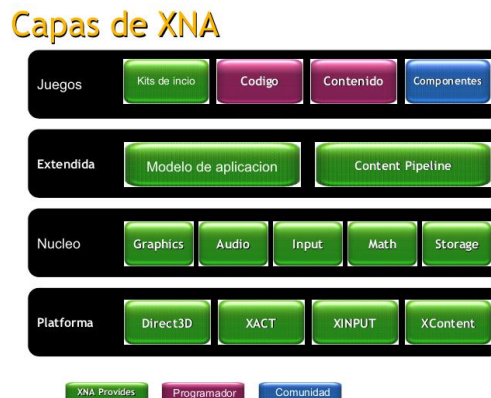 Capas de XNA
Juegos Kits de incio Codigo Contenido Componentes
Extendida Modelo de aplicacion Content Pipeline
Nucleo Graphics Audio Input Math Storage
Platforma Direct3D XACT XINPUT XContent
XNA Provides Programador Comunidad